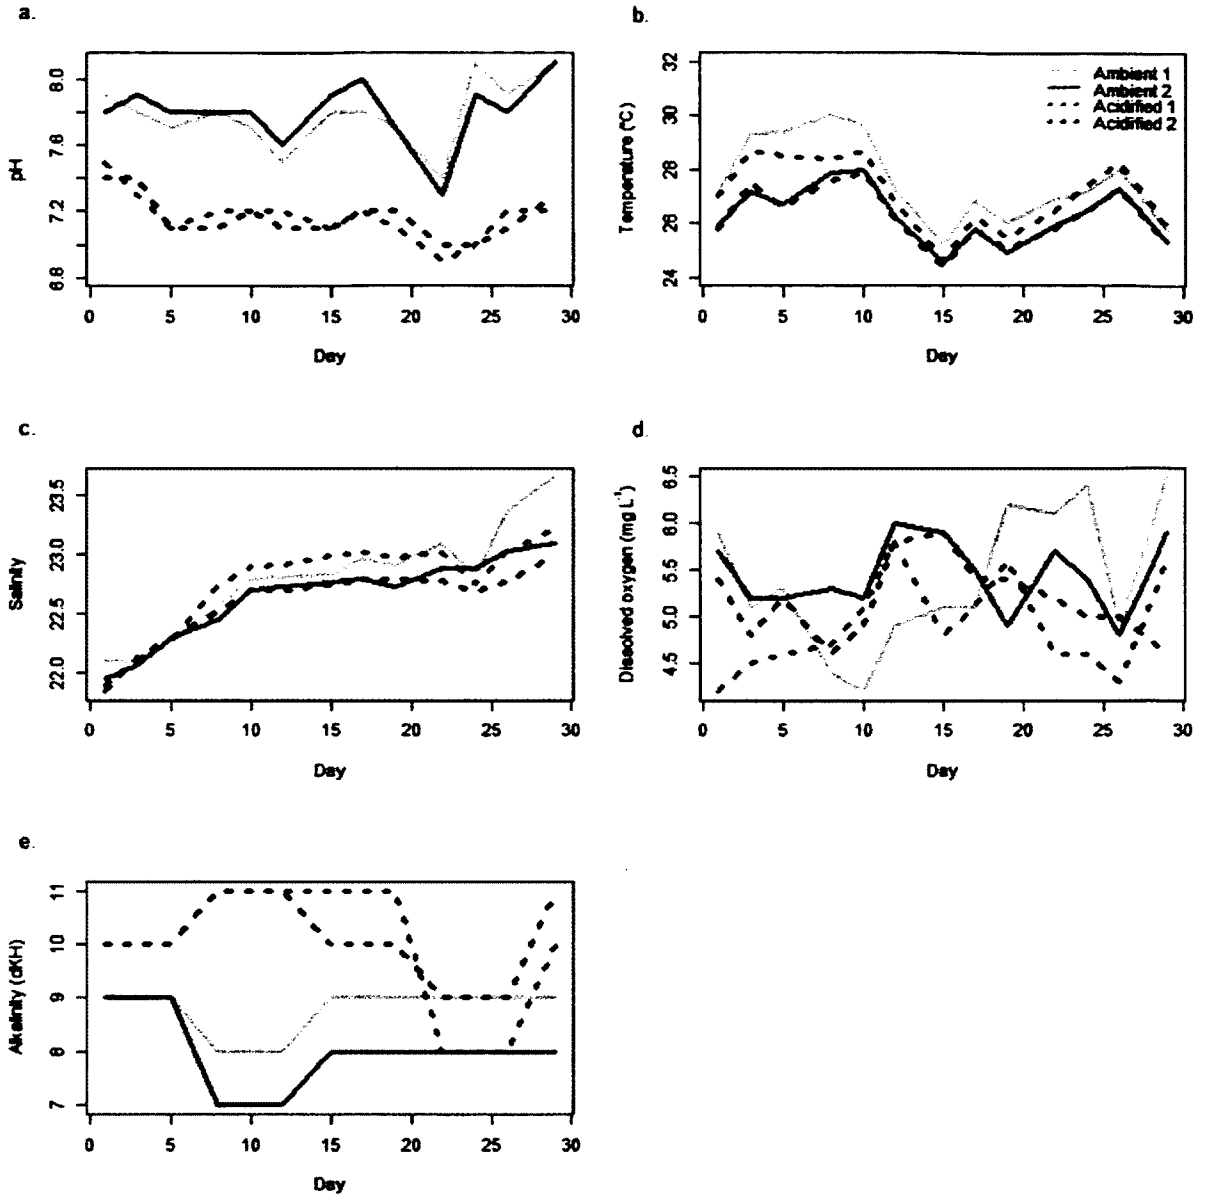 a.
pH
8.0
7.6
7.2
6.8
0 5 10 15 20 25 30
Day
b.
Temperature (°C)
32
30
28
26
24
Ambient 1
Ambient 2
Acidified 1
Acidified 2
0 5 10 15 20 25 30
Day
c.
Salinity
23.5
23.0
22.5
22.0
0 5 10 15 20 25 30
Day
d.
Dissolved oxygen (mg L⁻¹)
6.5
6.0
5.5
5.0
4.5
0 5 10 15 20 25 30
Day
e.
Alkalinity (dKH)
11
10
9
8
7
0 5 10 15 20 25 30
Day